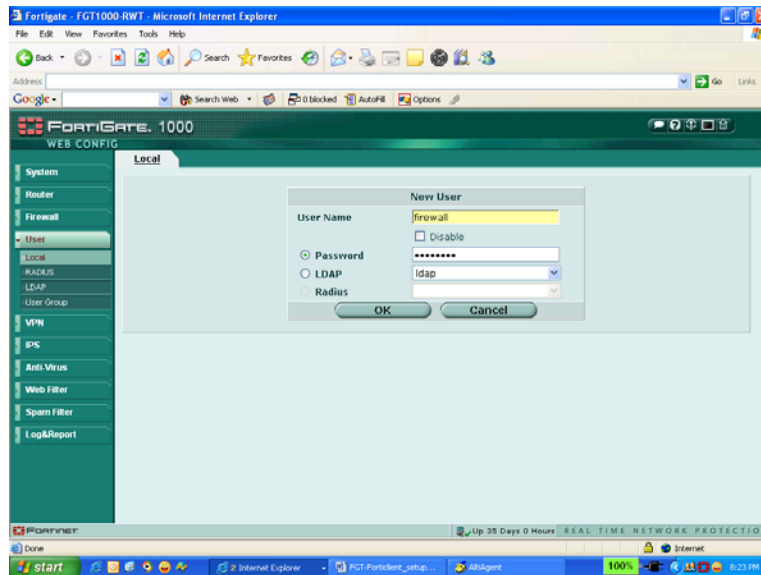 Fortigate - FGT1000-RWT - Microsoft Internet Explorer
File Edit View Favorites Tools Help
Back Search Favorites
Address Go Links
Google Search Web 0 blocked AutoFill Options
FORTIGATE. 1000
WEB CONFIG
Local
System
Router
Firewall
User
Local
RADIUS
LDAP
User Group
VPN
IPS
Anti-Virus
Web Filter
Spam Filter
Log&Report
New User
User Name firewall
Disable
Password ••••••••
LDAP ldap
Radius
OK Cancel
FORTINET Up 35 Days 0 Hours REAL TIME NETWORK PROTECTIO
Done Internet
start 2 Internet Explorer FGT-Forticlient_setup... AltiAgent 100% 8:23 PM